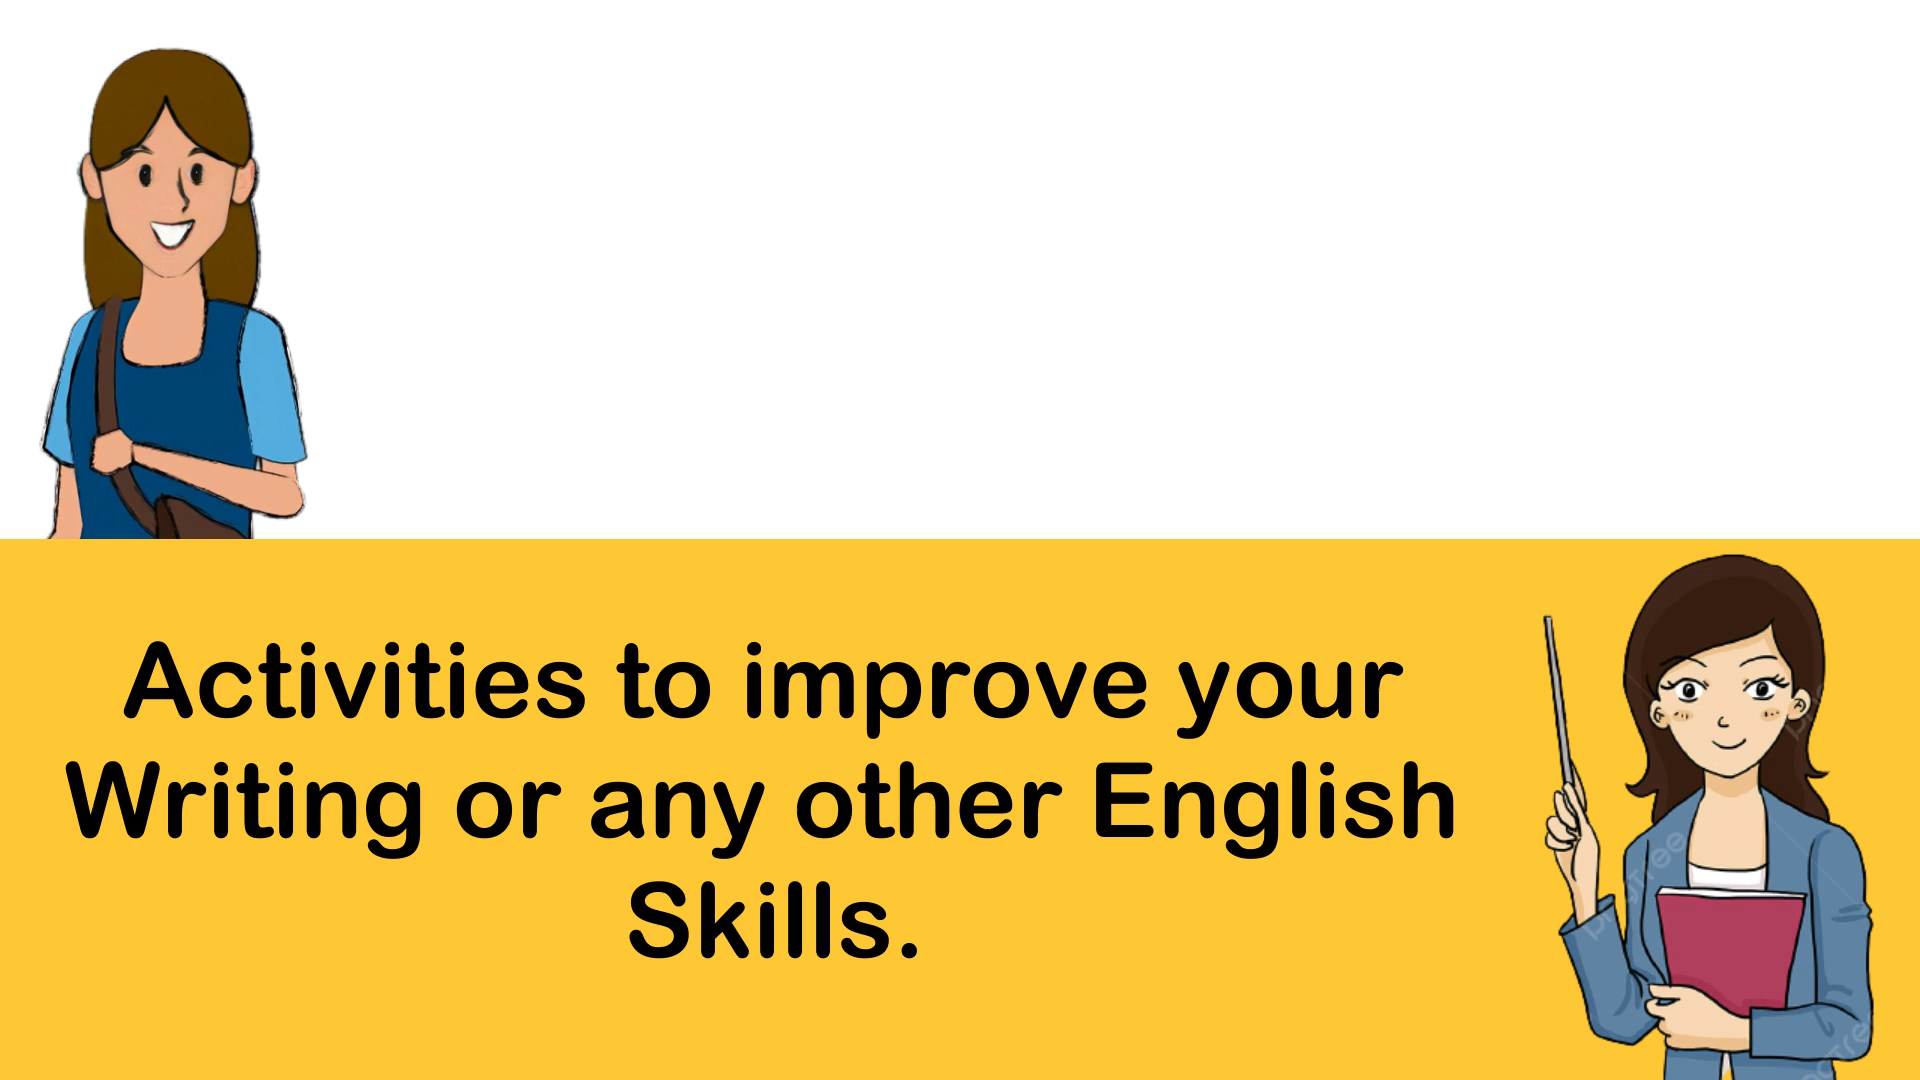 Activities to improve your
Writing or any other English
Skills.